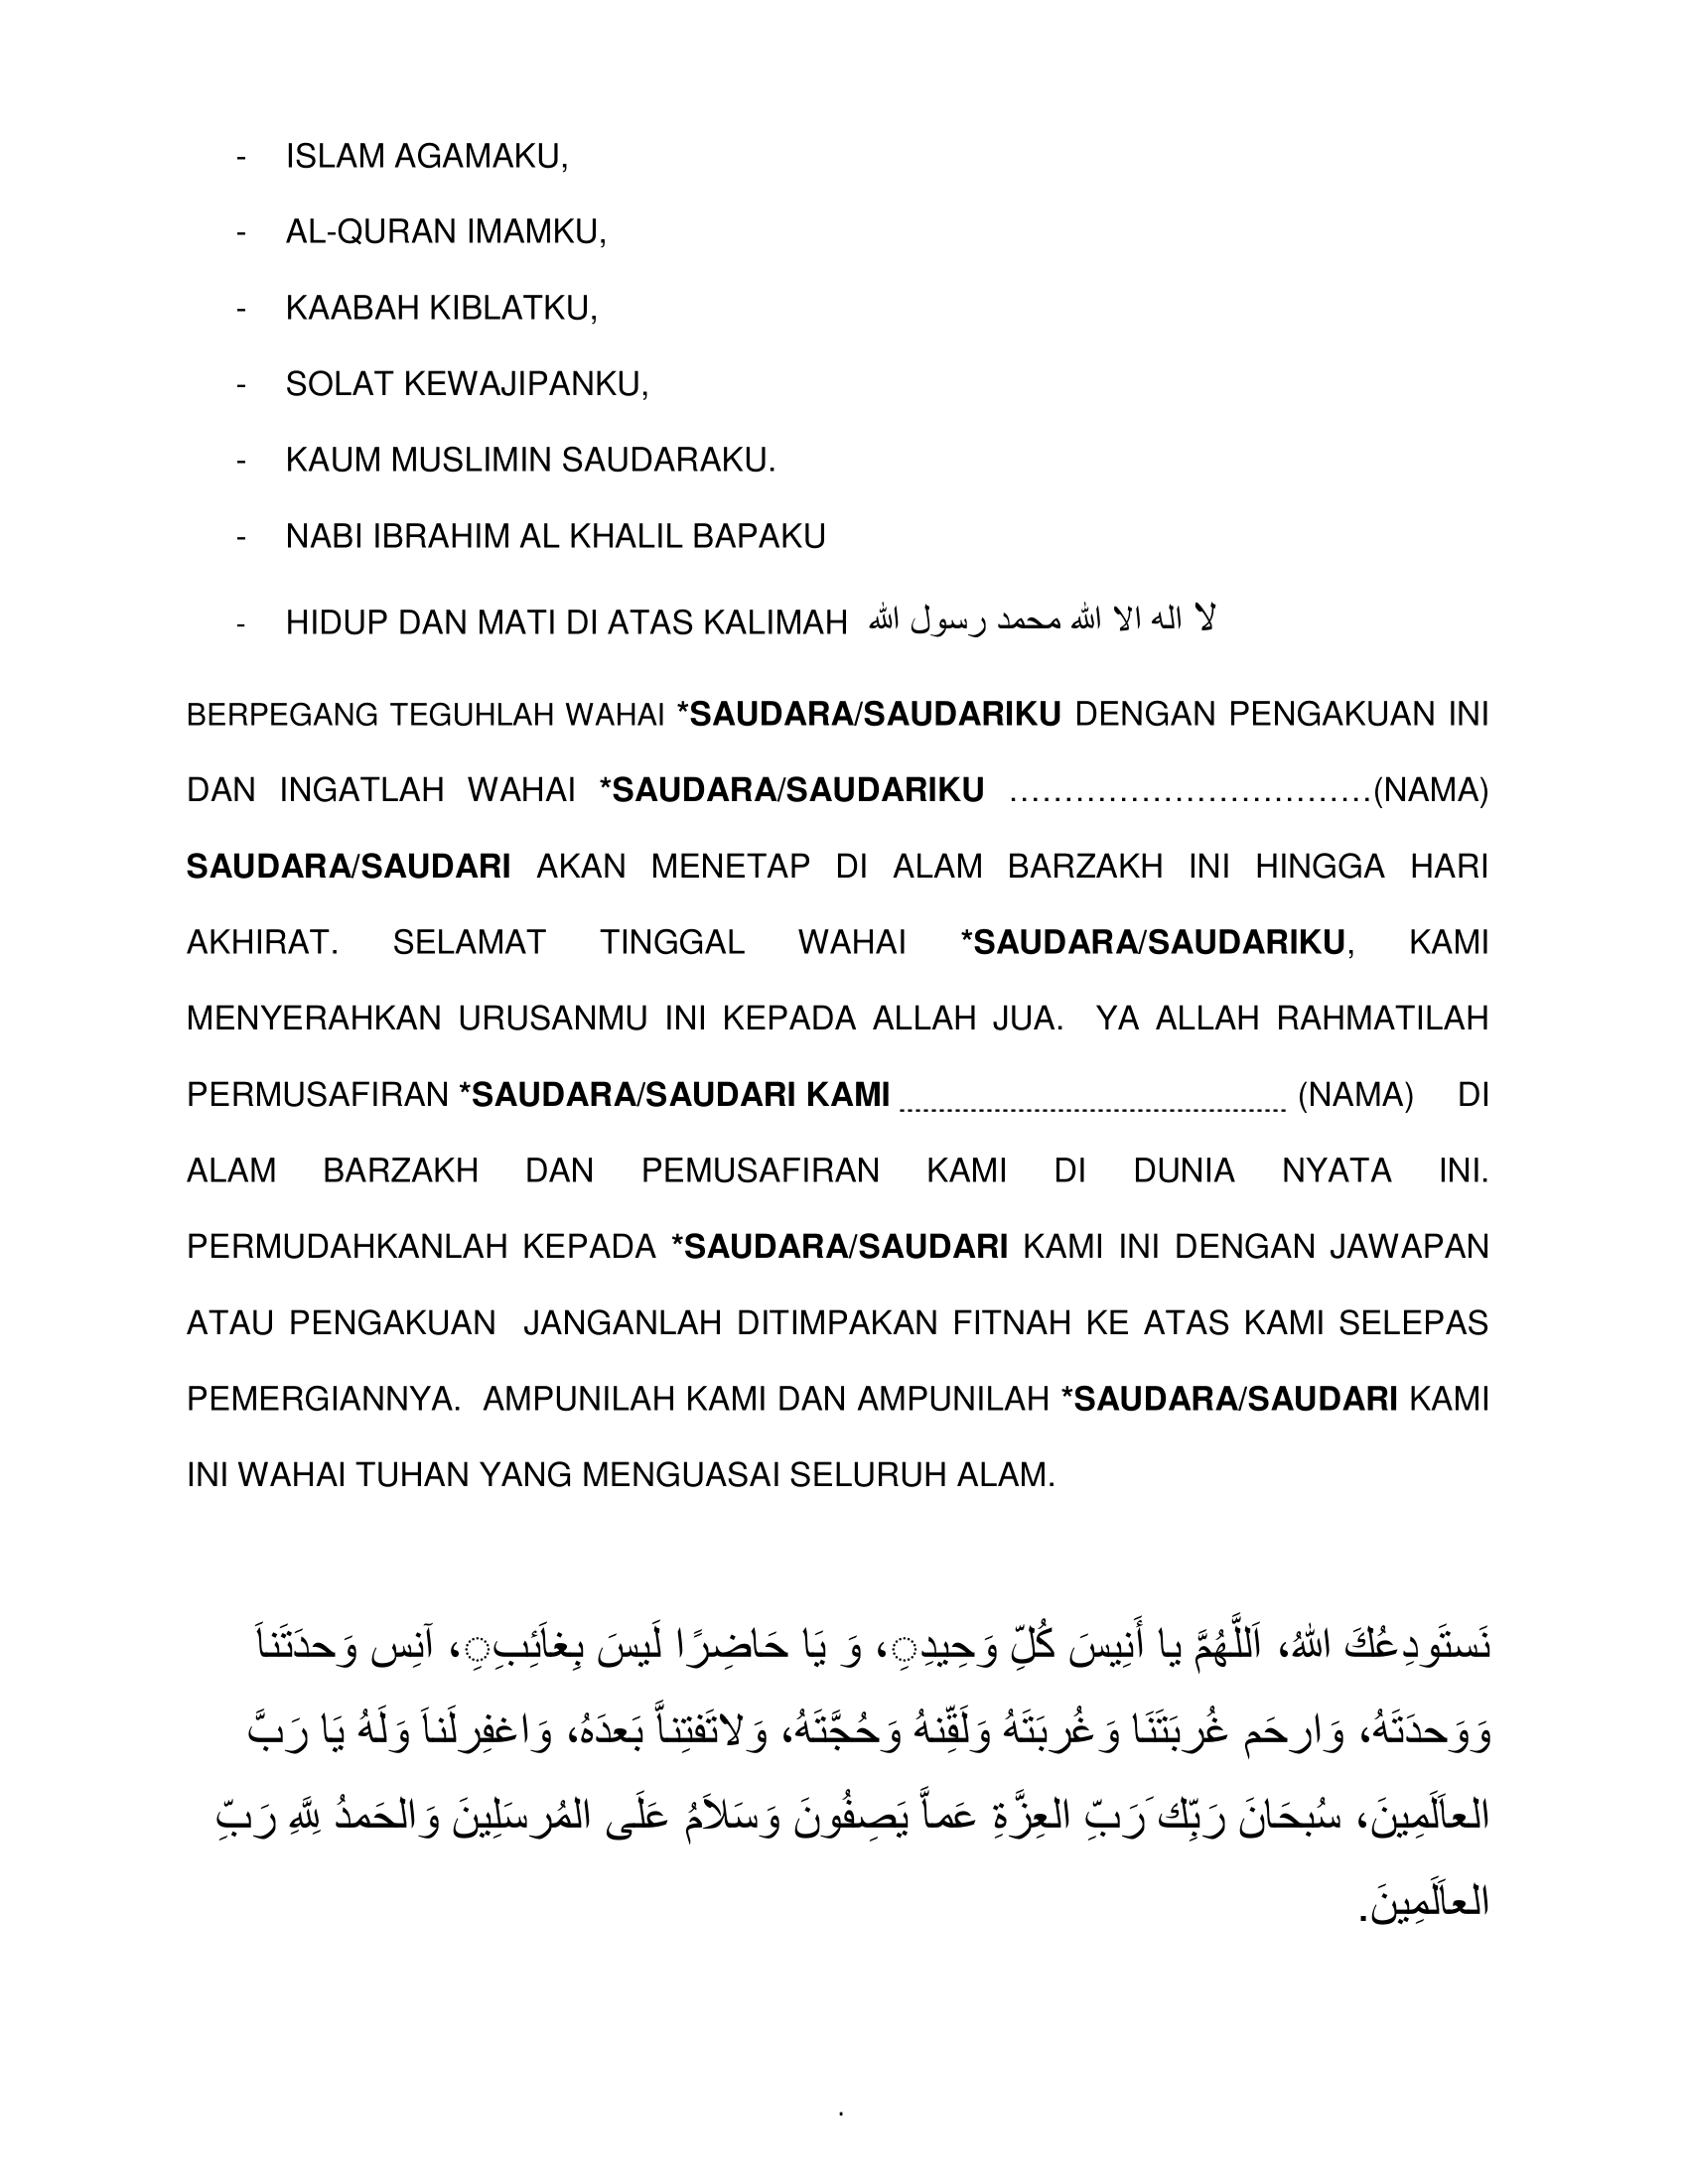 - ISLAM AGAMAKU,
- AL-QURAN IMAMKU,
- KAABAH KIBLATKU,
- SOLAT KEWAJIPANKU,
- KAUM MUSLIMIN SAUDARAKU.
- NABI IBRAHIM AL KHALIL BAPAKU
- HIDUP DAN MATI DI ATAS KALIMAH لا اله الا الله محمد رسول الله
BERPEGANG TEGUHLAH WAHAI *SAUDARA/SAUDARIKU DENGAN PENGAKUAN INI
DAN INGATLAH WAHAI *SAUDARA/SAUDARIKU ……………………………(NAMA)
SAUDARA/SAUDARI AKAN MENETAP DI ALAM BARZAKH INI HINGGA HARI
AKHIRAT. SELAMAT TINGGAL WAHAI *SAUDARA/SAUDARIKU, KAMI
MENYERAHKAN URUSANMU INI KEPADA ALLAH JUA. YA ALLAH RAHMATILAH
PERMUSAFIRAN *SAUDARA/SAUDARI KAMI ---------------------------------------------- (NAMA) DI
ALAM BARZAKH DAN PEMUSAFIRAN KAMI DI DUNIA NYATA INI.
PERMUDAHKANLAH KEPADA *SAUDARA/SAUDARI KAMI INI DENGAN JAWAPAN
ATAU PENGAKUAN JANGANLAH DITIMPAKAN FITNAH KE ATAS KAMI SELEPAS
PEMERGIANNYA. AMPUNILAH KAMI DAN AMPUNILAH *SAUDARA/SAUDARI KAMI
INI WAHAI TUHAN YANG MENGUASAI SELURUH ALAM.
نَستَودِعُكَ اللهُ، اَللَّهُمَّ يا أَنِيسَ كُلِّ وَحِيدِِ، وَ يَا حَاضِرًا لَيسَ بِغاَئِبِِ، آنِس وَحدَتَناَ
وَوَحدَتَهُ، وَارحَم غُربَتَنَا وَغُربَتَهُ وَلَقِّنهُ وَحُجَّتَهُ، وَلاتَفتِناَّ بَعدَهُ، وَاغفِرلَناَ وَلَهُ يَا رَبَّ
العاَلَمِينَ، سُبحَانَ رَبِّك َرَبِّ العِزَّةِ عَماَّ يَصِفُونَ وَسَلاَمُ عَلَى المُرسَلِينَ وَالحَمدُ لِلَّهِ رَبِّ
العاَلَمِينَ.
.